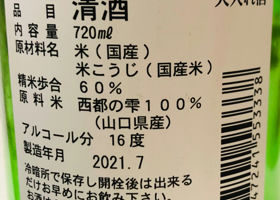 品目 清酒
内容量 720mℓ
原材料名 米(国産)
米こうじ(国産米)
精米歩合 60%
原料米 西都の雫100%
(山口県産)
アルコール分 16度
製造年月 2021.7
冷暗所で保存し開栓後は出来る
だけお早めにお飲み下さい。